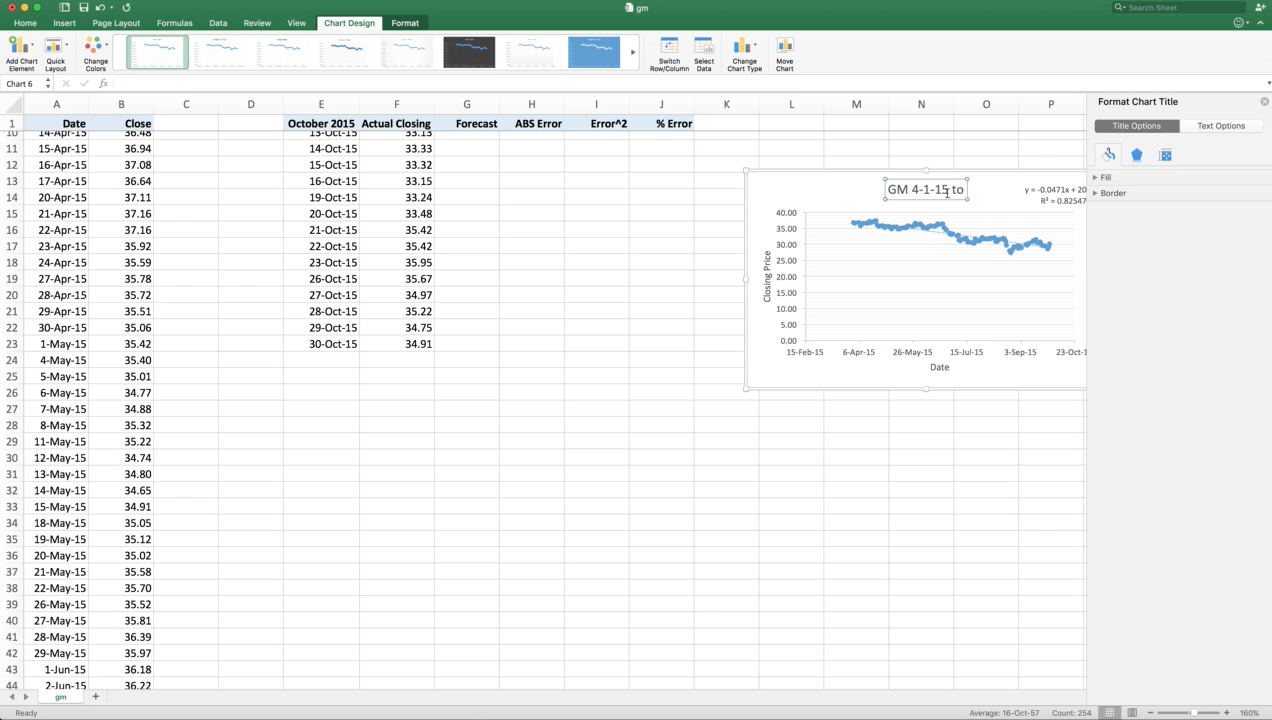 gm
Search Sheet
Home Insert Page Layout Formulas Data Review View Chart Design Format
Add Chart Element
Quick Layout
Change Colors
Switch Row/Column
Select Data
Change Chart Type
Move Chart
Chart 6
fx
A B C D E F G H I J K L M N O P
1 Date Close October 2015 Actual Closing Forecast ABS Error Error^2 % Error
10 14-Apr-15 36.48 13-Oct-15 33.13
11 15-Apr-15 36.94 14-Oct-15 33.33
12 16-Apr-15 37.08 15-Oct-15 33.32
13 17-Apr-15 36.64 16-Oct-15 33.15
14 20-Apr-15 37.11 19-Oct-15 33.24
15 21-Apr-15 37.16 20-Oct-15 33.48
16 22-Apr-15 37.16 21-Oct-15 35.42
17 23-Apr-15 35.92 22-Oct-15 35.42
18 24-Apr-15 35.59 23-Oct-15 35.95
19 27-Apr-15 35.78 26-Oct-15 35.67
20 28-Apr-15 35.72 27-Oct-15 34.97
21 29-Apr-15 35.51 28-Oct-15 35.22
22 30-Apr-15 35.06 29-Oct-15 34.75
23 1-May-15 35.42 30-Oct-15 34.91
24 4-May-15 35.40
25 5-May-15 35.01
26 6-May-15 34.77
27 7-May-15 34.88
28 8-May-15 35.32
29 11-May-15 35.22
30 12-May-15 34.74
31 13-May-15 34.80
32 14-May-15 34.65
33 15-May-15 34.91
34 18-May-15 35.05
35 19-May-15 35.12
36 20-May-15 35.02
37 21-May-15 35.58
38 22-May-15 35.70
39 26-May-15 35.52
40 27-May-15 35.81
41 28-May-15 36.39
42 29-May-15 35.97
43 1-Jun-15 36.18
44 2-Jun-15 36.22
GM 4-1-15 to
y = -0.0471x + 20
R² = 0.82547
40.00
35.00
30.00
25.00
20.00
15.00
10.00
5.00
0.00
Closing Price
15-Feb-15 6-Apr-15 26-May-15 15-Jul-15 3-Sep-15 23-Oct-1
Date
Format Chart Title
Title Options Text Options
Fill
Border
gm
Ready Average: 16-Oct-57 Count: 254 160%